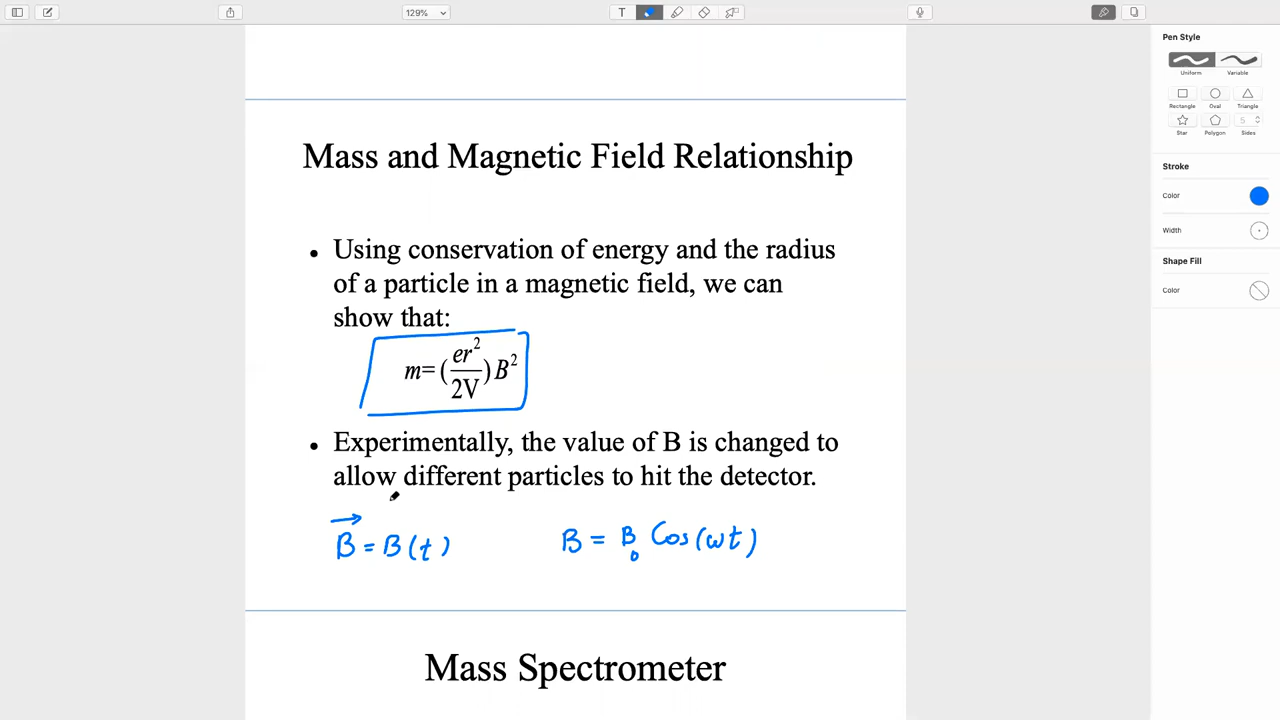 129%
T
Pen Style
Uniform
Variable
Rectangle
Oval
Triangle
Star
Polygon
5
Sides
Stroke
Color
Width
Shape Fill
Color
Mass and Magnetic Field Relationship
• Using conservation of energy and the radius
of a particle in a magnetic field, we can
show that:
m=(er²/2V)B²
• Experimentally, the value of B is changed to
allow different particles to hit the detector.
B⃗ = B(t)
B = B₀ Cos(ωt)
Mass Spectrometer